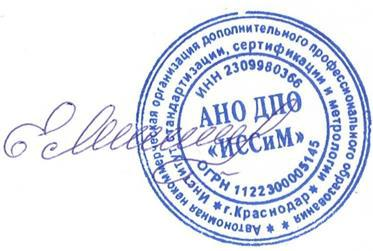 Автономная некоммерческая организация дополнительного профессионального образования
Институт стандартизации, сертификации и метрологии
ИНН 2309980366
АНО ДПО
«ИССиМ»
ОГРН 1122300005145
г.Краснодар